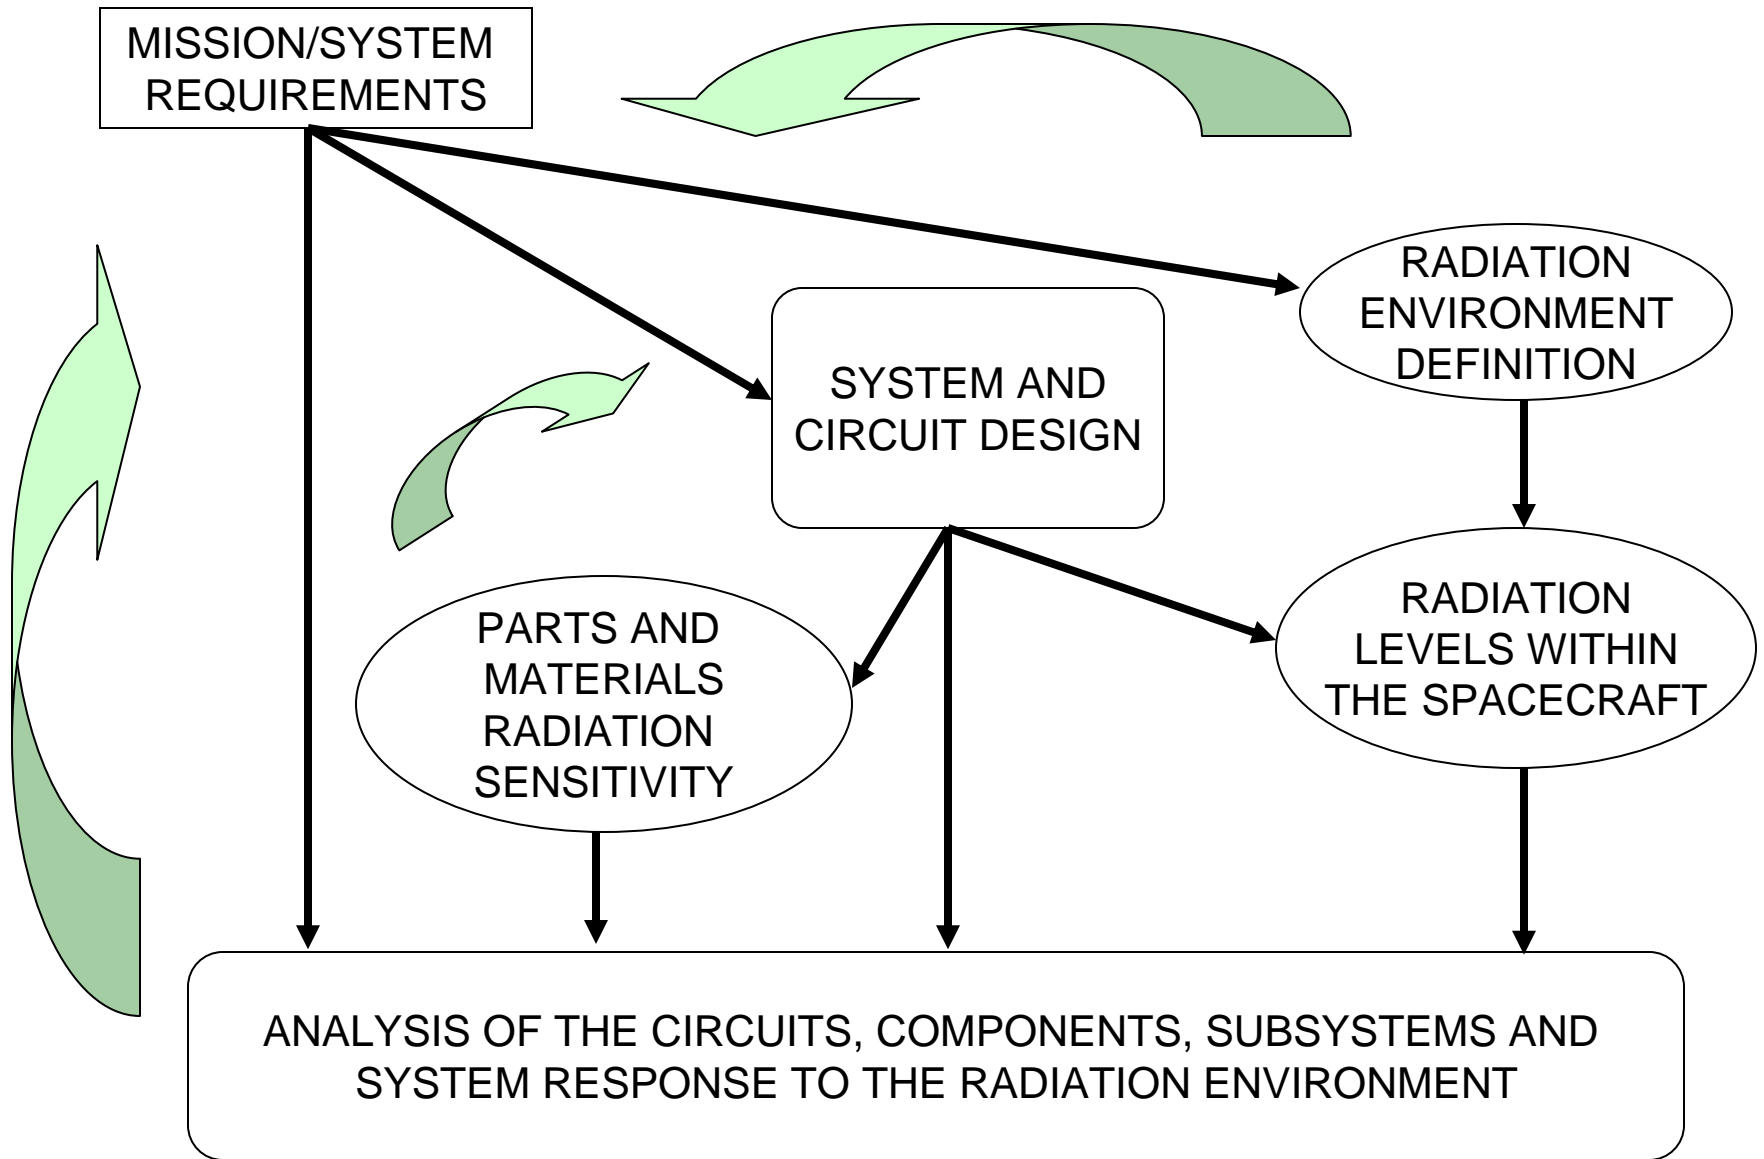 MISSION/SYSTEM
REQUIREMENTS
RADIATION
ENVIRONMENT
DEFINITION
SYSTEM AND
CIRCUIT DESIGN
PARTS AND
MATERIALS
RADIATION
SENSITIVITY
RADIATION
LEVELS WITHIN
THE SPACECRAFT
ANALYSIS OF THE CIRCUITS, COMPONENTS, SUBSYSTEMS AND
SYSTEM RESPONSE TO THE RADIATION ENVIRONMENT